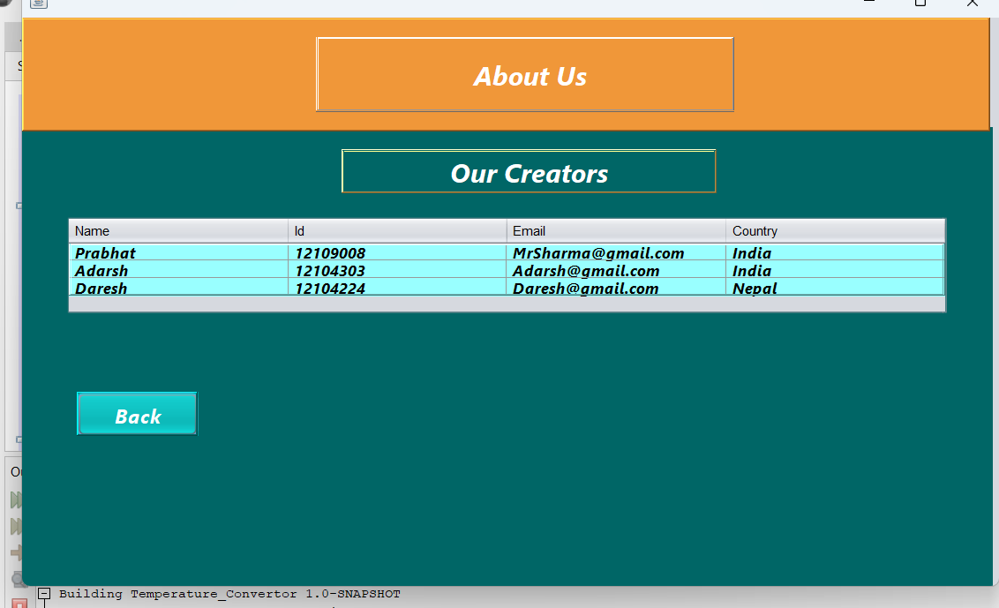 About Us
Our Creators
Name Id Email Country
Prabhat 12109008 MrSharma@gmail.com India
Adarsh 12104303 Adarsh@gmail.com India
Daresh 12104224 Daresh@gmail.com Nepal
Back
Building Temperature_Convertor 1.0-SNAPSHOT